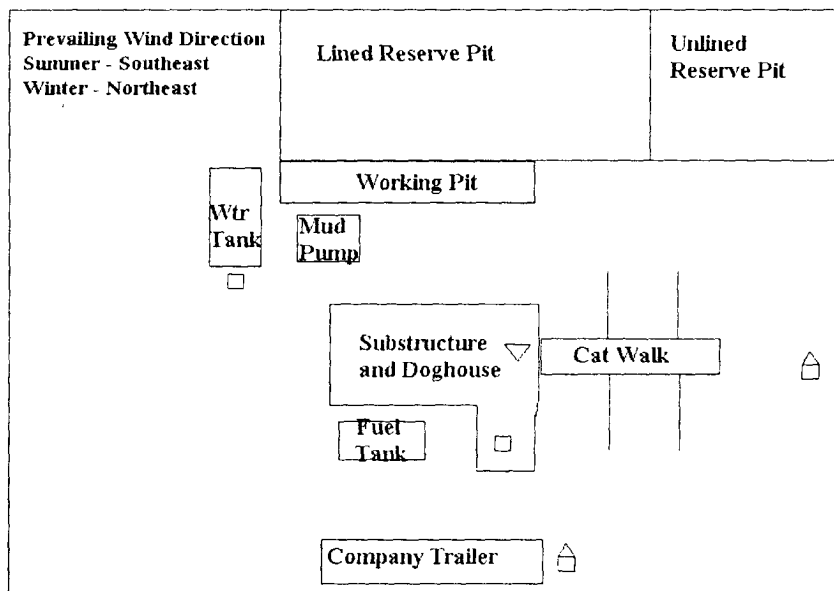 Prevailing Wind Direction
Summer - Southeast
Winter - Northeast
Lined Reserve Pit
Unlined
Reserve Pit
Working Pit
Wtr
Tank
Mud
Pump
Substructure
and Doghouse
Cat Walk
Fuel
Tank
Company Trailer